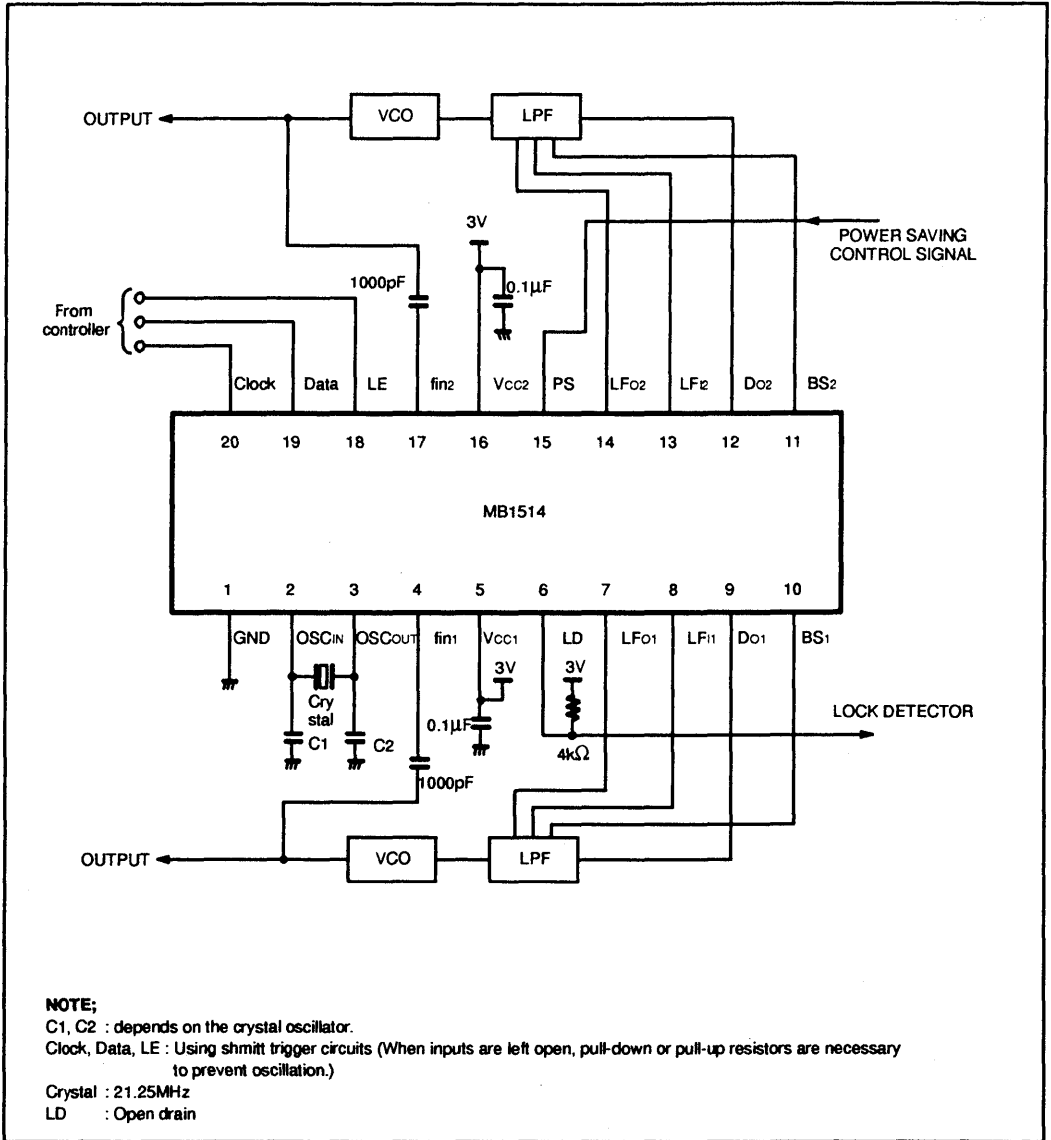 OUTPUT
VCO
LPF
3V
POWER SAVING
CONTROL SIGNAL
1000pF
0.1μF
From
controller
Clock Data LE fin2 VCC2 PS LFO2 LFI2 DO2 BS2
20 19 18 17 16 15 14 13 12 11
MB1514
1 2 3 4 5 6 7 8 9 10
GND OSCIN OSCOUT fin1 VCC1 LD LFO1 LFI1 DO1 BS1
3V 3V
Cry
stal
LOCK DETECTOR
0.1μF
C1 C2
4kΩ
1000pF
OUTPUT
VCO
LPF
NOTE;
C1, C2 : depends on the crystal oscillator.
Clock, Data, LE : Using shmitt trigger circuits (When inputs are left open, pull-down or pull-up resistors are necessary
to prevent oscillation.)
Crystal : 21.25MHz
LD : Open drain